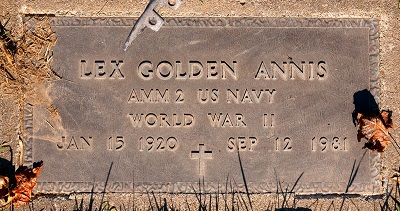 LEX GOLDEN ANNIS
AMM 2 US NAVY
WORLD WAR II
JAN 15 1920 SEP 12 1981